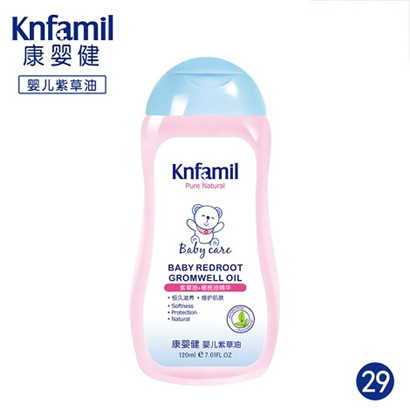 Knfamil
康婴健
婴儿紫草油
Knfamil
Pure Natural
Baby care
BABY REDROOT
GROMWELL OIL
紫草油+橄榄油精华
• 恒久滋养 • 修护肌肤
• Softness
• Protection
• Natural
康婴健 婴儿紫草油
120ml e 7.01FL.OZ
29